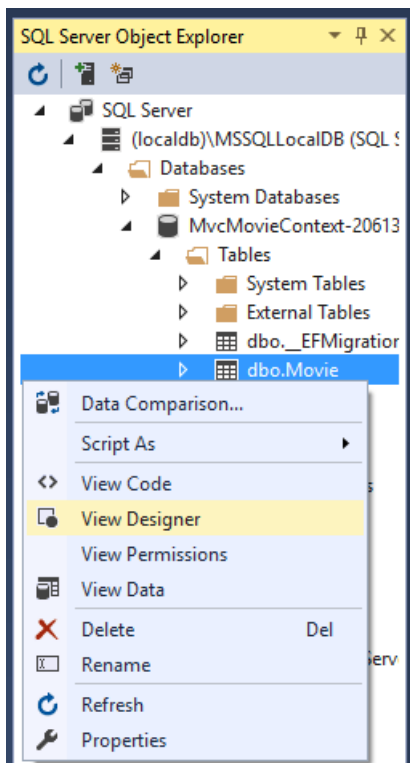 SQL Server Object Explorer
SQL Server
(localdb)\MSSQLLocalDB (SQL S
Databases
System Databases
MvcMovieContext-20613
Tables
System Tables
External Tables
dbo.__EFMigration
dbo.Movie
Data Comparison...
Script As
View Code
s
View Designer
View Permissions
View Data
Delete Del
Rename
Serv
Refresh
Properties